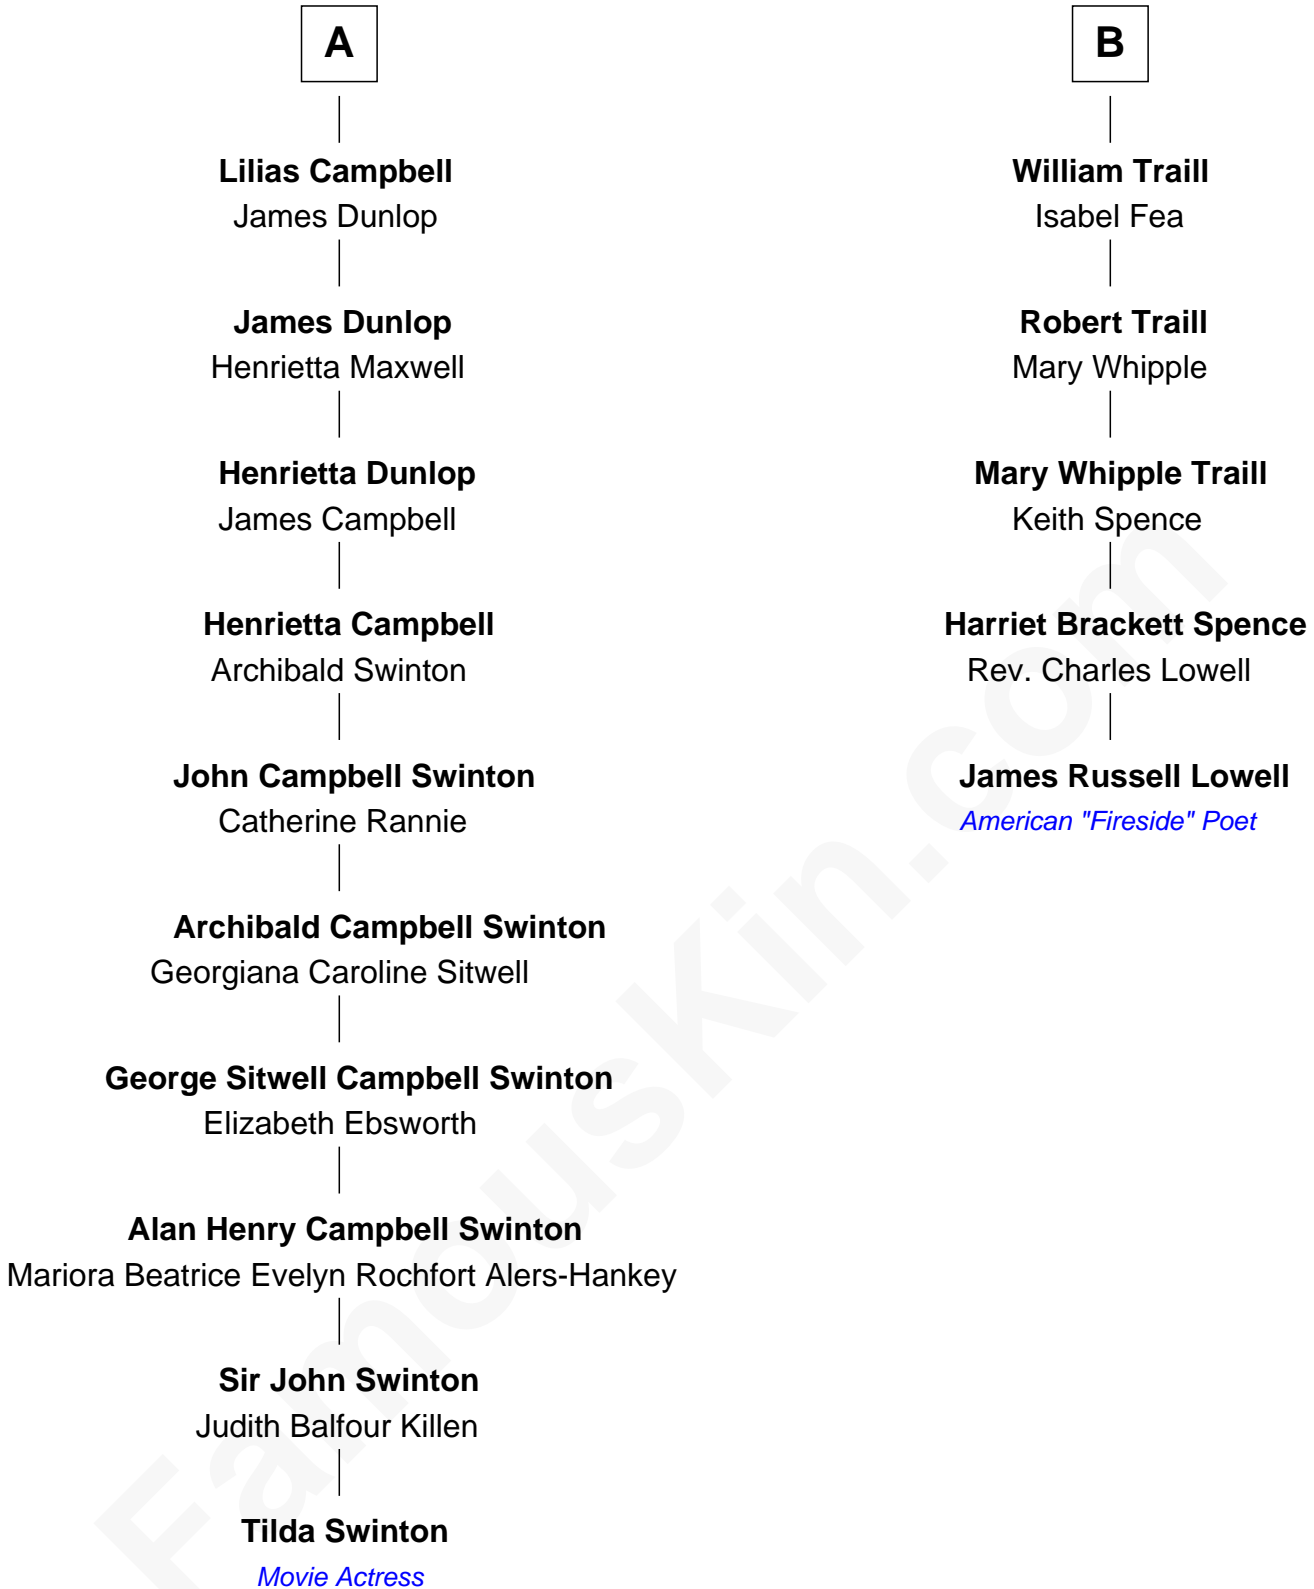 A
Lilias Campbell
James Dunlop
James Dunlop
Henrietta Maxwell
Henrietta Dunlop
James Campbell
Henrietta Campbell
Archibald Swinton
John Campbell Swinton
Catherine Rannie
Archibald Campbell Swinton
Georgiana Caroline Sitwell
George Sitwell Campbell Swinton
Elizabeth Ebsworth
Alan Henry Campbell Swinton
Mariora Beatrice Evelyn Rochfort Alers-Hankey
Sir John Swinton
Judith Balfour Killen
Tilda Swinton
Movie Actress
B
William Traill
Isabel Fea
Robert Traill
Mary Whipple
Mary Whipple Traill
Keith Spence
Harriet Brackett Spence
Rev. Charles Lowell
James Russell Lowell
American "Fireside" Poet
FamousKin.com